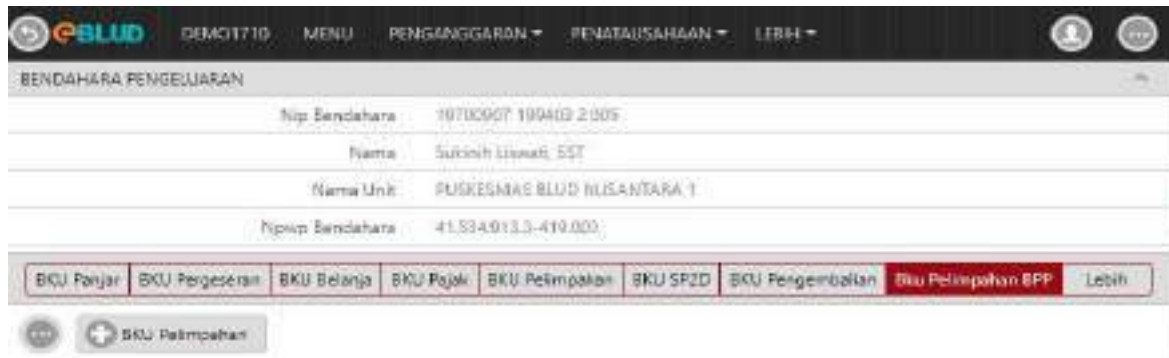 eBLUD DEMO1710 MENU PENGANGGARAN PENATAUSAHAAN LEBIH
BENDAHARA PENGELUARAN
Nip Bendahara
Nama
Nama Unit PUSKESMAS BLUD NUSANTARA 1
Npwp Bendahara
BKU Panjar BKU Pergeseran BKU Belanja BKU Pajak BKU Pelimpahan BKU SP2D BKU Pengembalian Bku Pelimpahan BPP Lebih
BKU Pelimpahan